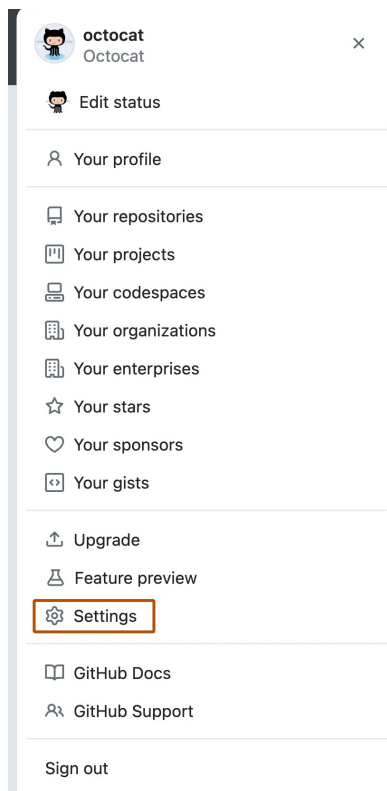 octocat
Octocat
Edit status
Your profile
Your repositories
Your projects
Your codespaces
Your organizations
Your enterprises
Your stars
Your sponsors
Your gists
Upgrade
Feature preview
Settings
GitHub Docs
GitHub Support
Sign out